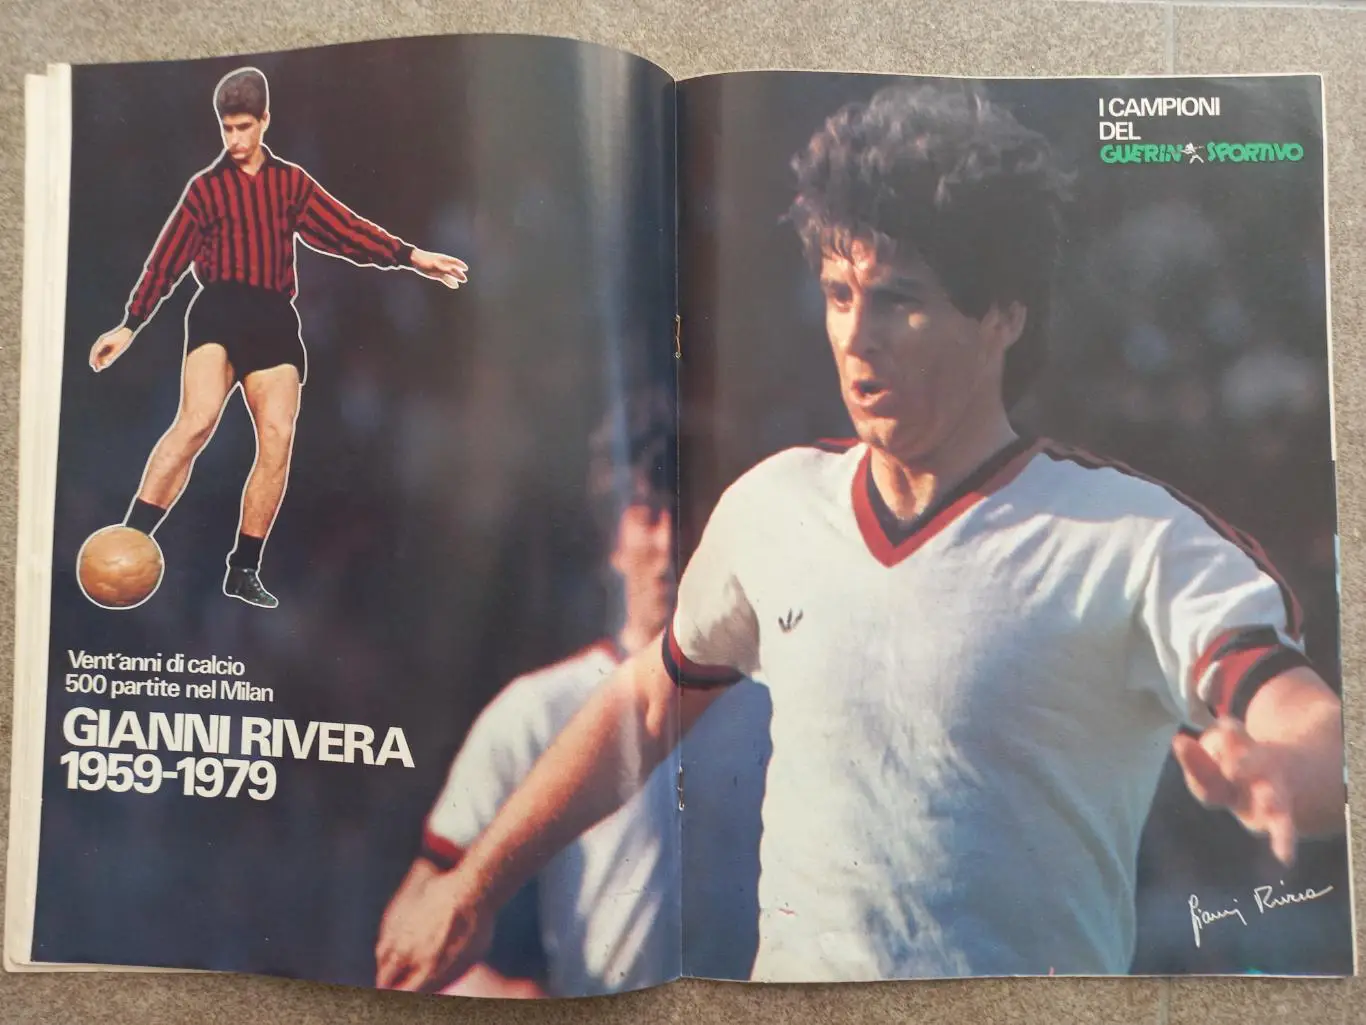 Vent'anni di calcio
500 partite nel Milan
GIANNI RIVERA
1959-1979
I CAMPIONI
DEL
GUERIN SPORTIVO
Gianni Rivera